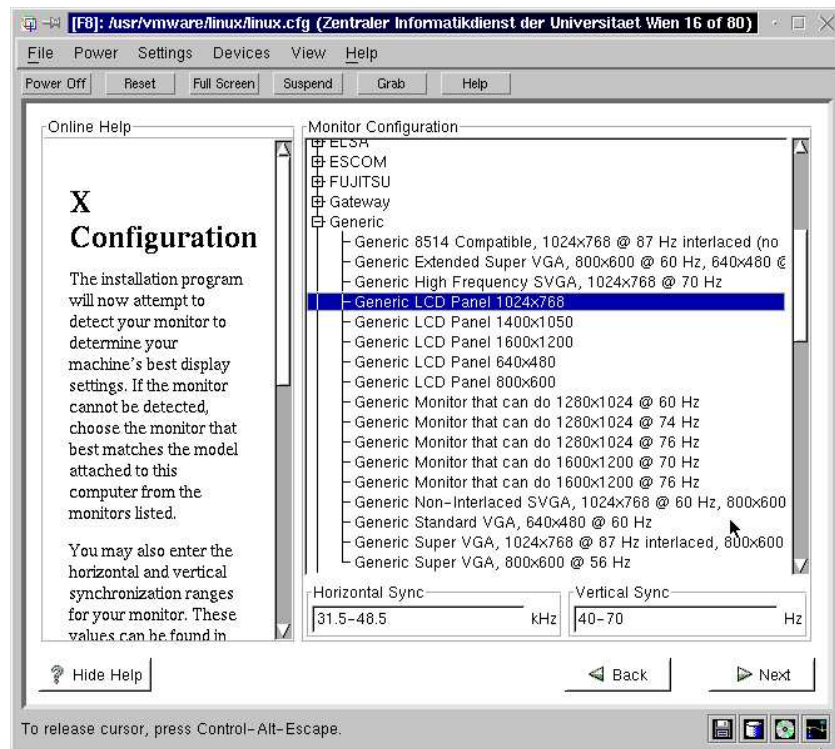 [F8]: /usr/vmware/linux/linux.cfg (Zentraler Informatikdienst der Universitaet Wien 16 of 80)
File Power Settings Devices View Help
Power Off Reset Full Screen Suspend Grab Help
Online Help
X
Configuration
The installation program
will now attempt to
detect your monitor to
determine your
machine's best display
settings. If the monitor
cannot be detected,
choose the monitor that
best matches the model
attached to this
computer from the
monitors listed.
You may also enter the
horizontal and vertical
synchronization ranges
for your monitor. These
values can be found in
Monitor Configuration
ELSA
ESCOM
FUJITSU
Gateway
Generic
Generic 8514 Compatible, 1024x768 @ 87 Hz interlaced (no
Generic Extended Super VGA, 800x600 @ 60 Hz, 640x480 @
Generic High Frequency SVGA, 1024x768 @ 70 Hz
Generic LCD Panel 1024x768
Generic LCD Panel 1400x1050
Generic LCD Panel 1600x1200
Generic LCD Panel 640x480
Generic LCD Panel 800x600
Generic Monitor that can do 1280x1024 @ 60 Hz
Generic Monitor that can do 1280x1024 @ 74 Hz
Generic Monitor that can do 1280x1024 @ 76 Hz
Generic Monitor that can do 1600x1200 @ 70 Hz
Generic Monitor that can do 1600x1200 @ 76 Hz
Generic Non-Interlaced SVGA, 1024x768 @ 60 Hz, 800x600
Generic Standard VGA, 640x480 @ 60 Hz
Generic Super VGA, 1024x768 @ 87 Hz interlaced, 800x600
Generic Super VGA, 800x600 @ 56 Hz
Horizontal Sync
31.5-48.5 kHz
Vertical Sync
40-70 Hz
Hide Help
Back
Next
To release cursor, press Control-Alt-Escape.